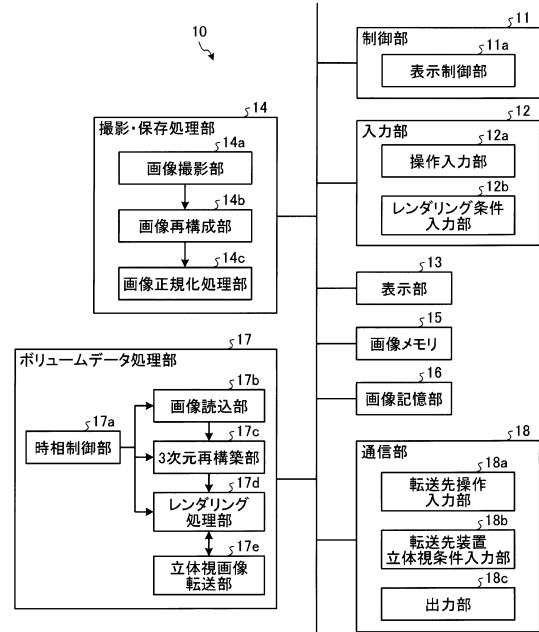 10
14
撮影・保存処理部
14a
画像撮影部
14b
画像再構成部
14c
画像正規化処理部
17
ボリュームデータ処理部
17b
画像読込部
17a
時相制御部
17c
3次元再構築部
17d
レンダリング
処理部
17e
立体視画像
転送部
11
制御部
11a
表示制御部
12
入力部
12a
操作入力部
12b
レンダリング条件
入力部
13
表示部
15
画像メモリ
16
画像記憶部
18
通信部
18a
転送先操作
入力部
18b
転送先装置
立体視条件入力部
18c
出力部